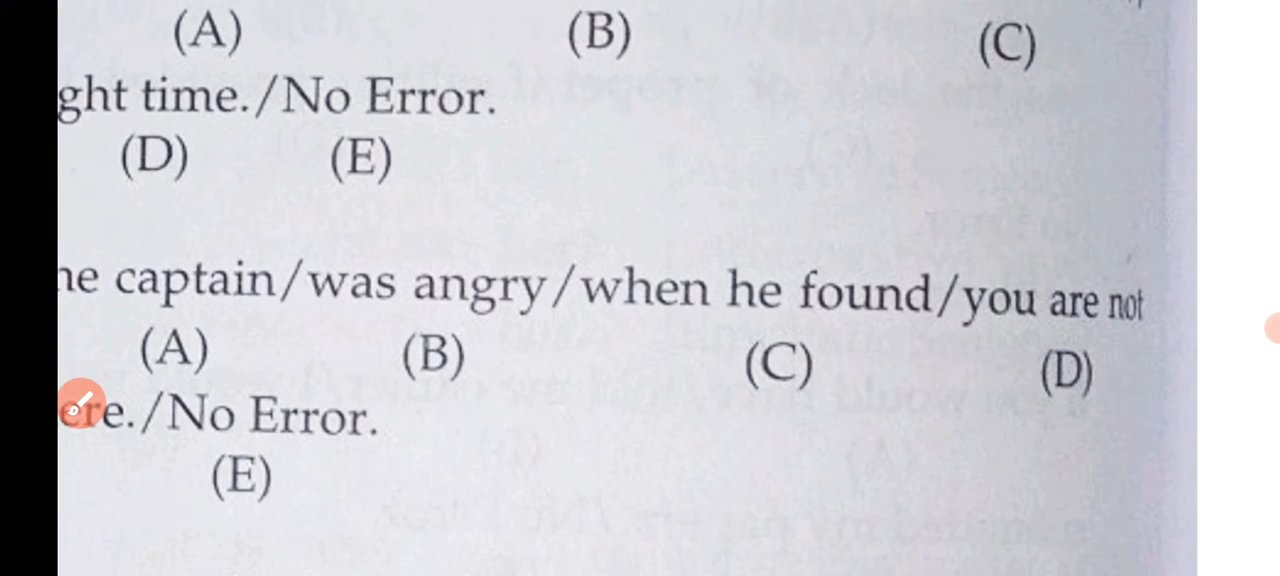 (A) (B) (C)
ght time./No Error.
(D) (E)
he captain/was angry/when he found/you are not
(A) (B) (C) (D)
ere./No Error.
(E)